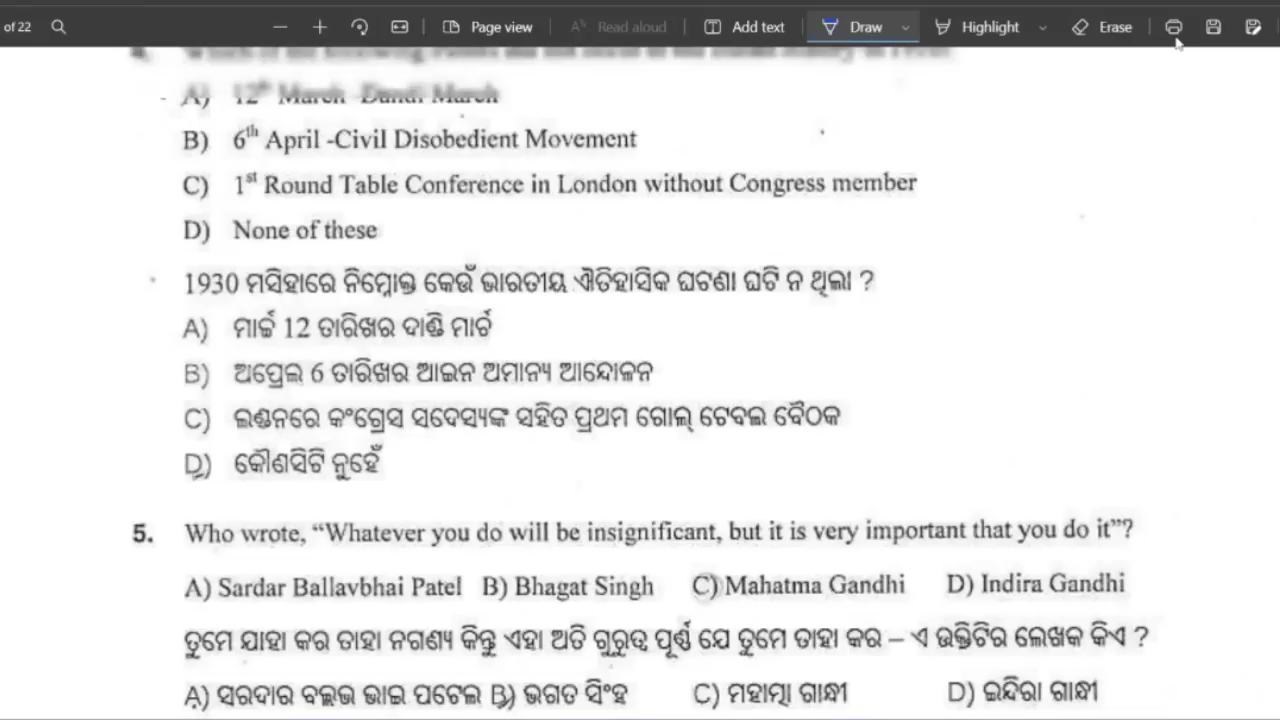 of 22 Page view Read aloud Add text Draw Highlight Erase
A) 12th March -Dandi March
B) 6th April -Civil Disobedient Movement
C) 1st Round Table Conference in London without Congress member
D) None of these
1930 ମସିହାରେ ନିମ୍ନୋକ୍ତ କେଉଁ ଭାରତୀୟ ଐତିହାସିକ ଘଟଣା ଘଟି ନ ଥିଲା ?
A) ମାର୍ଚ୍ଚ 12 ତାରିଖର ଦାଣ୍ଡି ମାର୍ଚ
B) ଅପ୍ରେଲ 6 ତାରିଖର ଆଇନ ଅମାନ୍ୟ ଆନ୍ଦୋଳନ
C) ଲଣ୍ଡନରେ କଂଗ୍ରେସ ସଦେସ୍ୟଙ୍କ ସହିତ ପ୍ରଥମ ଗୋଲ୍ ଟେବଲ ବୈଠକ
D) କୌଣସିଟି ନୁହେଁ
5. Who wrote, “Whatever you do will be insignificant, but it is very important that you do it”?
A) Sardar Ballavbhai Patel B) Bhagat Singh C) Mahatma Gandhi D) Indira Gandhi
ତୁମେ ଯାହା କର ତାହା ନଗଣ୍ୟ କିନ୍ତୁ ଏହା ଅତି ଗୁରୁତ୍ୱ ପୂର୍ଣ୍ଣ ଯେ ତୁମେ ତାହା କର – ଏ ଉକ୍ତିଟିର ଲେଖକ କିଏ ?
A) ସରଦାର ବଲ୍ଲଭ ଭାଇ ପଟେଲ B) ଭଗତ ସିଂହ C) ମହାତ୍ମା ଗାନ୍ଧୀ D) ଇନ୍ଦିରା ଗାନ୍ଧୀ